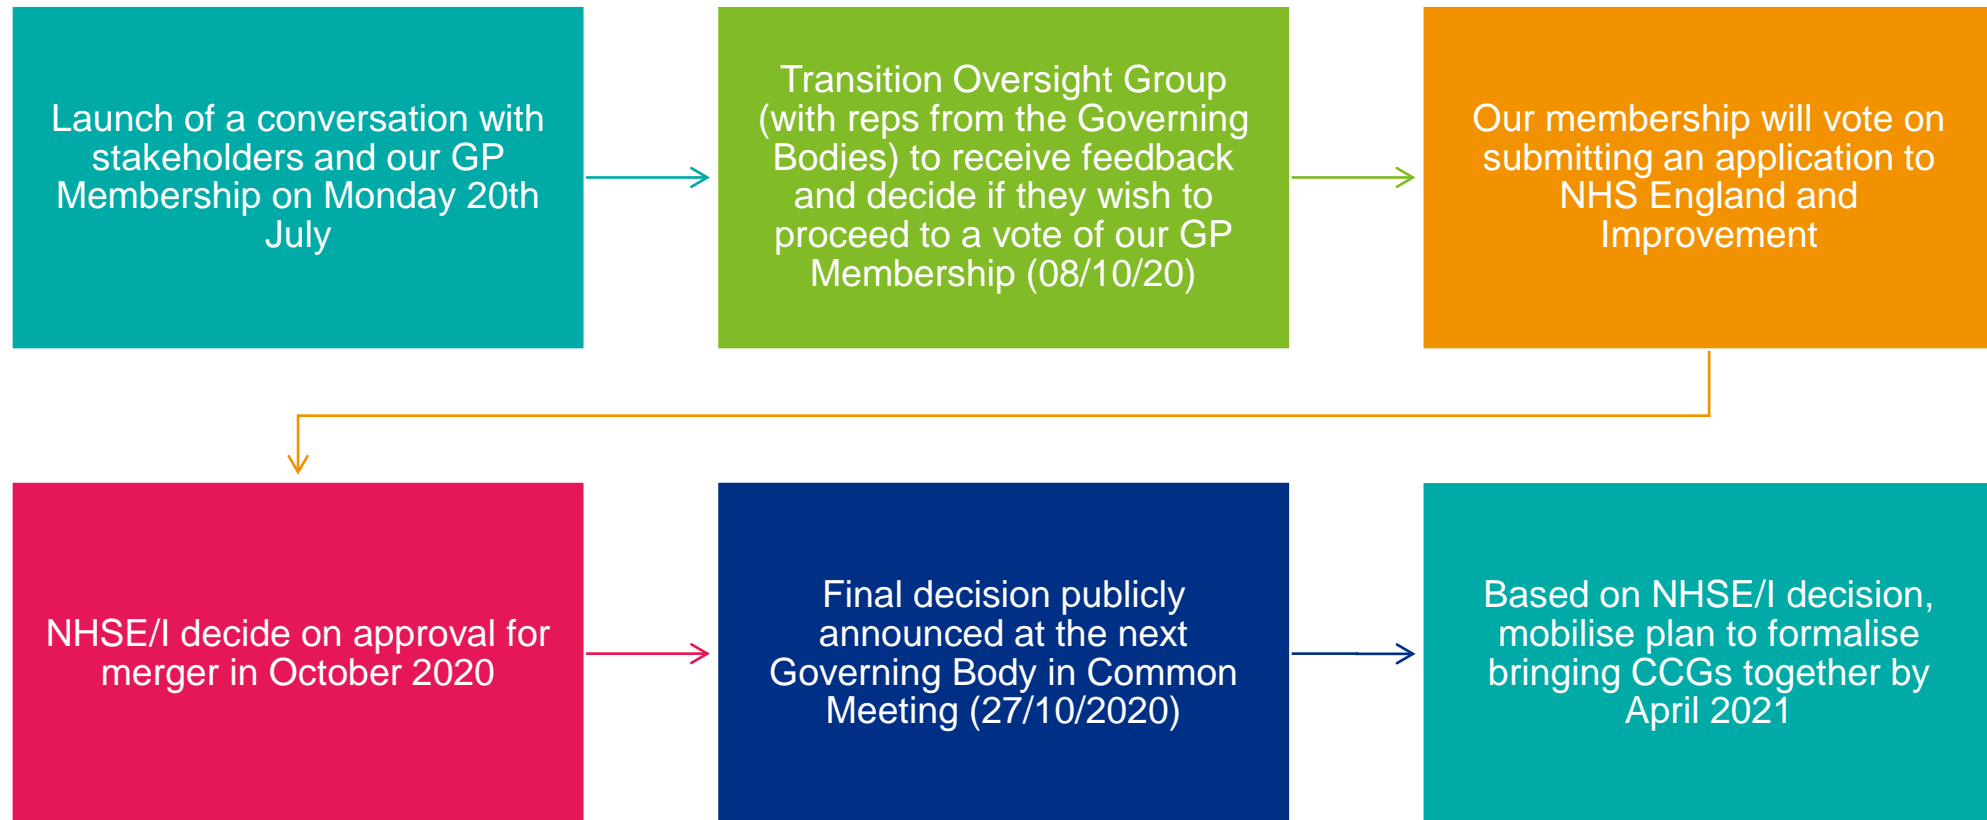 Launch of a conversation with
stakeholders and our GP
Membership on Monday 20th
July
Transition Oversight Group
(with reps from the Governing
Bodies) to receive feedback
and decide if they wish to
proceed to a vote of our GP
Membership (08/10/20)
Our membership will vote on
submitting an application to
NHS England and
Improvement
NHSE/I decide on approval for
merger in October 2020
Final decision publicly
announced at the next
Governing Body in Common
Meeting (27/10/2020)
Based on NHSE/I decision,
mobilise plan to formalise
bringing CCGs together by
April 2021